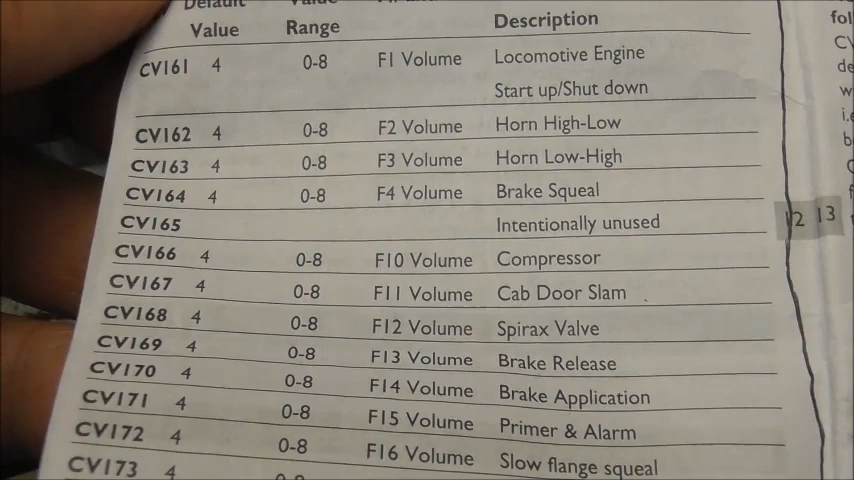 Default
Value Range Description
CV161 4 0-8 F1 Volume Locomotive Engine
Start up/Shut down
CV162 4 0-8 F2 Volume Horn High-Low
CV163 4 0-8 F3 Volume Horn Low-High
CV164 4 0-8 F4 Volume Brake Squeal
CV165 Intentionally unused
CV166 4 0-8 F10 Volume Compressor
CV167 4 0-8 F11 Volume Cab Door Slam
CV168 4 0-8 F12 Volume Spirax Valve
CV169 4 0-8 F13 Volume Brake Release
CV170 4 0-8 F14 Volume Brake Application
CV171 4 0-8 F15 Volume Primer & Alarm
CV172 4 0-8 F16 Volume Slow flange squeal
CV173 4
12 13